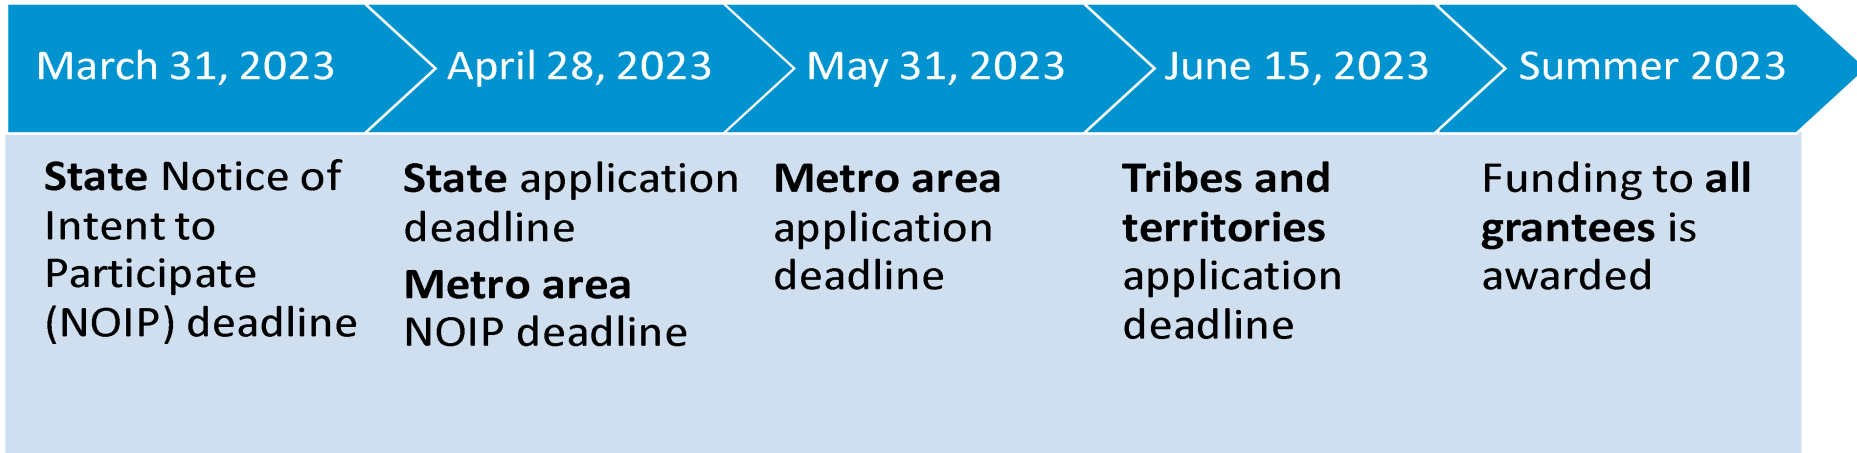 March 31, 2023
State Notice of
Intent to
Participate
(NOIP) deadline
April 28, 2023
State application
deadline
Metro area
NOIP deadline
May 31, 2023
Metro area
application
deadline
June 15, 2023
Tribes and
territories
application
deadline
Summer 2023
Funding to all
grantees is
awarded